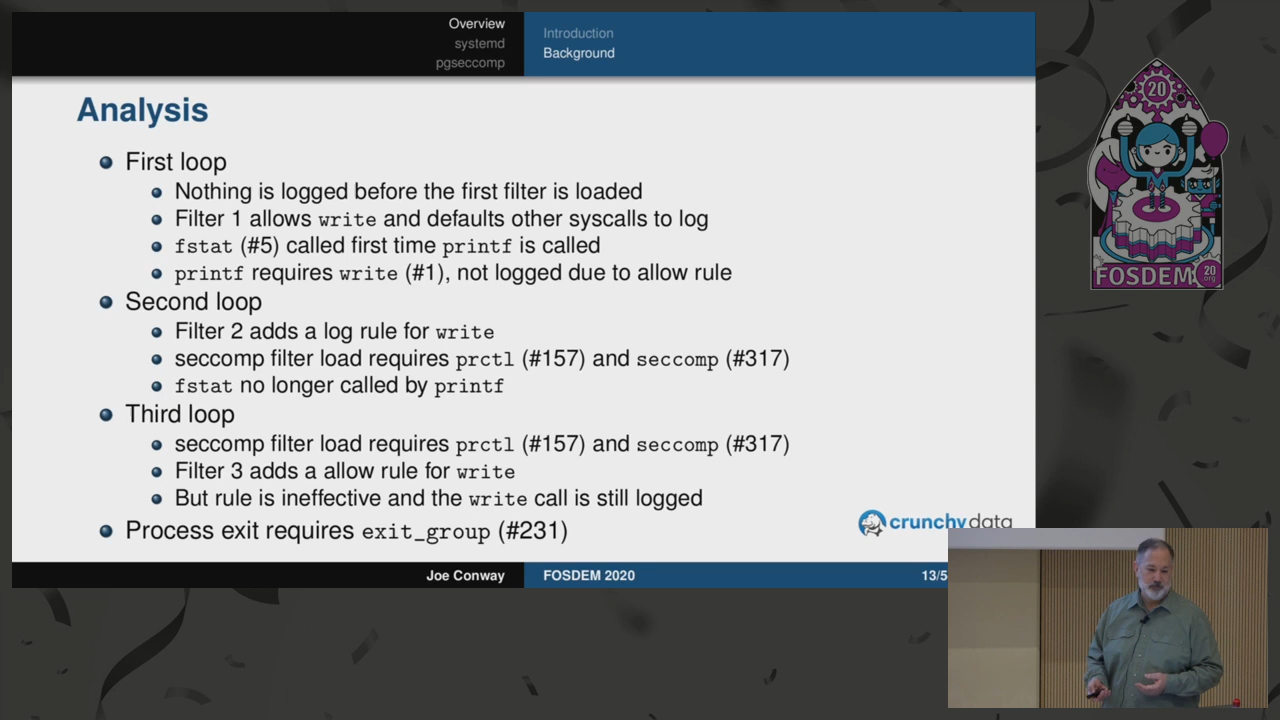 Overview
systemd
pgseccomp
Introduction
Background
Analysis
First loop
Nothing is logged before the first filter is loaded
Filter 1 allows write and defaults other syscalls to log
fstat (#5) called first time printf is called
printf requires write (#1), not logged due to allow rule
Second loop
Filter 2 adds a log rule for write
seccomp filter load requires prctl (#157) and seccomp (#317)
fstat no longer called by printf
Third loop
seccomp filter load requires prctl (#157) and seccomp (#317)
Filter 3 adds a allow rule for write
But rule is ineffective and the write call is still logged
Process exit requires exit_group (#231)
crunchy data
Joe Conway
FOSDEM 2020
13/5
20
FOSDEM
20
.org